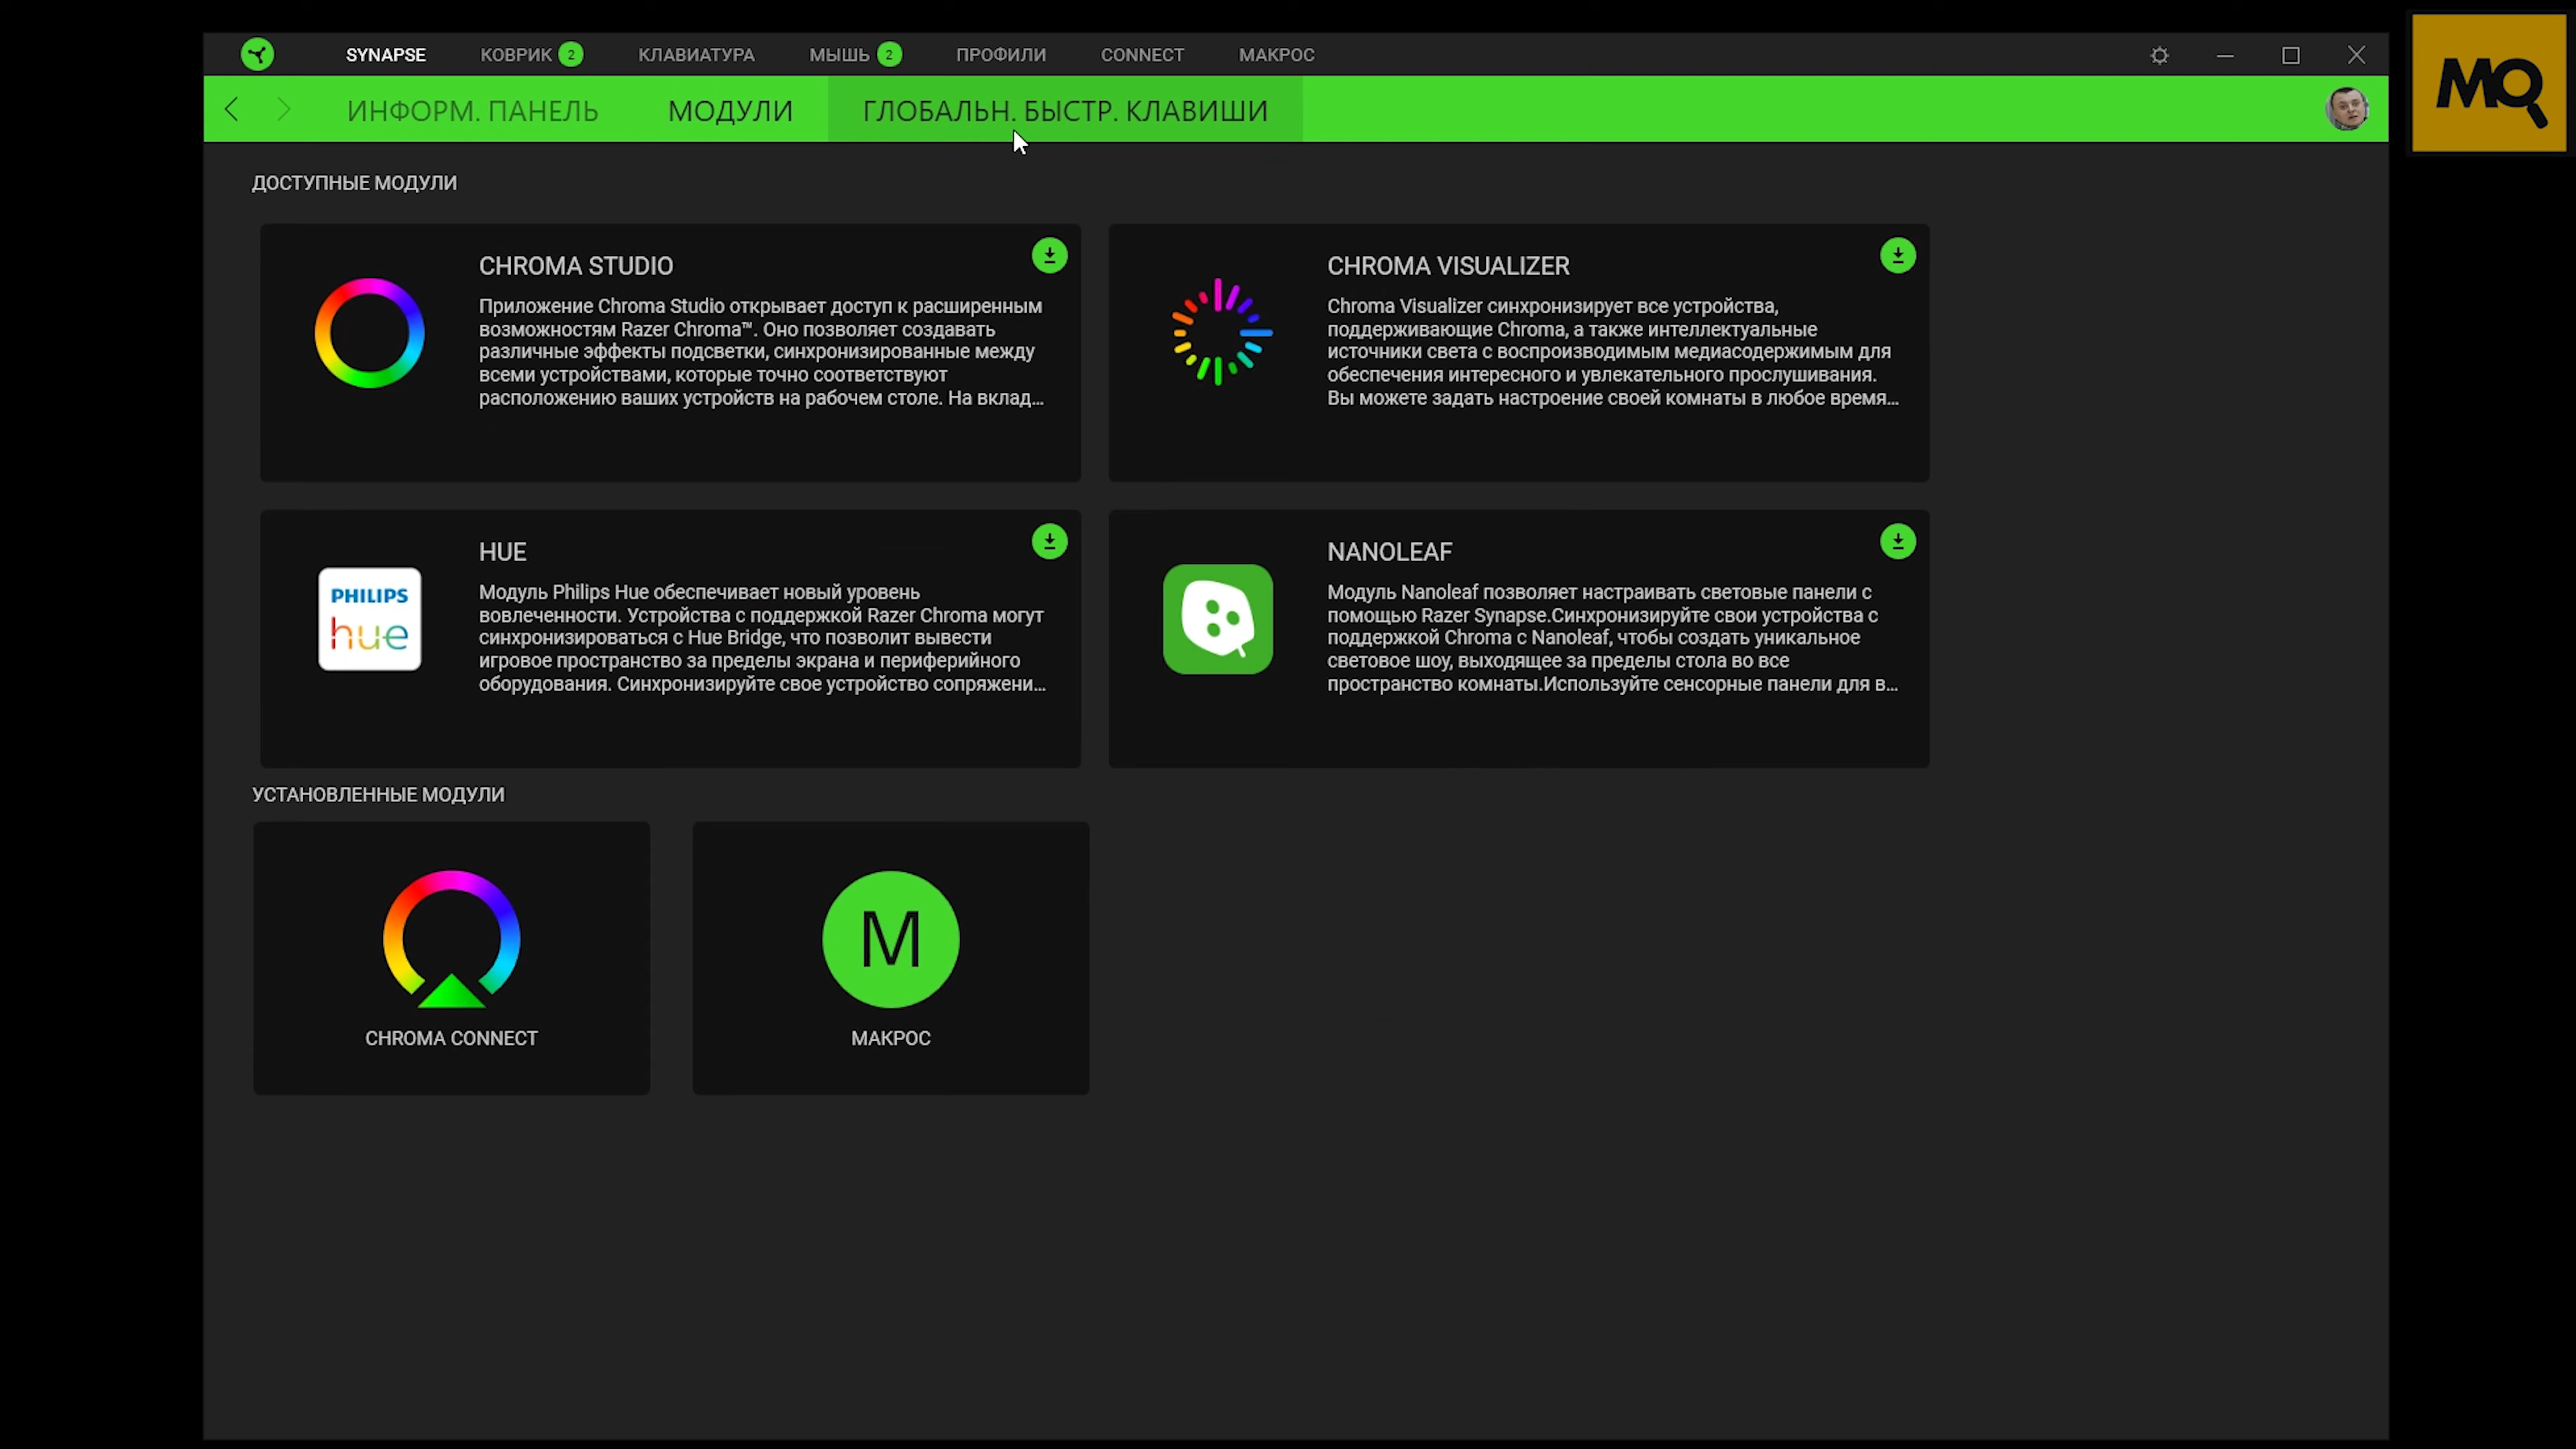 SYNAPSE КОВРИК 2 КЛАВИАТУРА МЫШЬ 2 ПРОФИЛИ CONNECT МАКРОС
MQ
ИНФОРМ. ПАНЕЛЬ МОДУЛИ ГЛОБАЛЬН. БЫСТР. КЛАВИШИ
ДОСТУПНЫЕ МОДУЛИ
CHROMA STUDIO
Приложение Chroma Studio открывает доступ к расширенным
возможностям Razer Chroma™. Оно позволяет создавать
различные эффекты подсветки, синхронизированные между
всеми устройствами, которые точно соответствуют
расположению ваших устройств на рабочем столе. На вклад...
CHROMA VISUALIZER
Chroma Visualizer синхронизирует все устройства,
поддерживающие Chroma, а также интеллектуальные
источники света с воспроизводимым медиасодержимым для
обеспечения интересного и увлекательного прослушивания.
Вы можете задать настроение своей комнаты в любое время...
PHILIPS
hue
HUE
Модуль Philips Hue обеспечивает новый уровень
вовлеченности. Устройства с поддержкой Razer Chroma могут
синхронизироваться с Hue Bridge, что позволит вывести
игровое пространство за пределы экрана и периферийного
оборудования. Синхронизируйте свое устройство сопряжени...
NANOLEAF
Модуль Nanoleaf позволяет настраивать световые панели с
помощью Razer Synapse.Синхронизируйте свои устройства с
поддержкой Chroma с Nanoleaf, чтобы создать уникальное
световое шоу, выходящее за пределы стола во все
пространство комнаты.Используйте сенсорные панели для в...
УСТАНОВЛЕННЫЕ МОДУЛИ
CHROMA CONNECT
M
МАКРОС